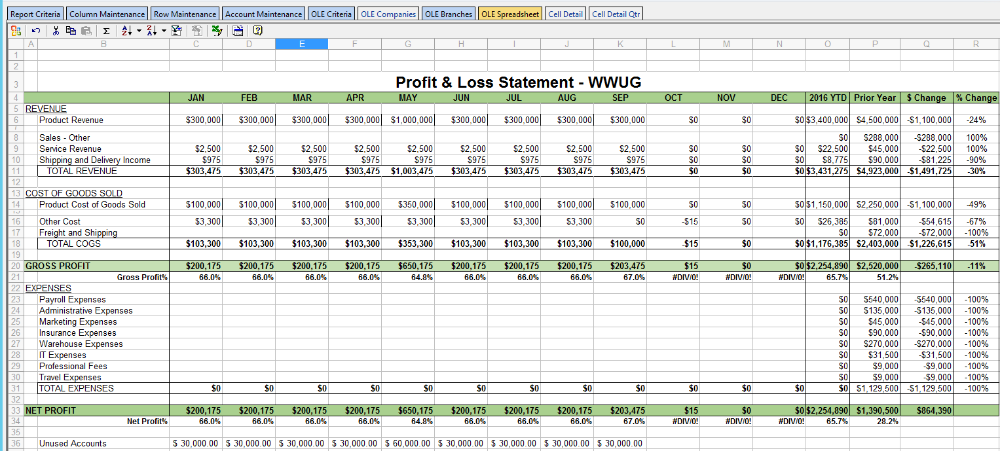 Report Criteria Column Maintenance Row Maintenance Account Maintenance OLE Criteria OLE Companies OLE Branches OLE Spreadsheet Cell Detail Cell Detail Qtr
A B C D E F G H I J K L M N O P Q R
1
2
3 Profit & Loss Statement - WWUG
4 JAN FEB MAR APR MAY JUN JUL AUG SEP OCT NOV DEC 2016 YTD Prior Year $ Change % Change
5 REVENUE
6 Product Revenue $300,000 $300,000 $300,000 $300,000 $1,000,000 $300,000 $300,000 $300,000 $300,000 $0 $0 $0 $3,400,000 $4,500,000 -$1,100,000 -24%
8 Sales - Other $0 $288,000 -$288,000 100%
9 Service Revenue $2,500 $2,500 $2,500 $2,500 $2,500 $2,500 $2,500 $2,500 $2,500 $0 $0 $0 $22,500 $45,000 -$22,500 100%
10 Shipping and Delivery Income $975 $975 $975 $975 $975 $975 $975 $975 $975 $0 $0 $0 $8,775 $90,000 -$81,225 -90%
11 TOTAL REVENUE $303,475 $303,475 $303,475 $303,475 $1,003,475 $303,475 $303,475 $303,475 $303,475 $0 $0 $0 $3,431,275 $4,923,000 -$1,491,725 -30%
12
13 COST OF GOODS SOLD
14 Product Cost of Goods Sold $100,000 $100,000 $100,000 $100,000 $350,000 $100,000 $100,000 $100,000 $100,000 $0 $0 $0 $1,150,000 $2,250,000 -$1,100,000 -49%
16 Other Cost $3,300 $3,300 $3,300 $3,300 $3,300 $3,300 $3,300 $3,300 $0 -$15 $0 $0 $26,385 $81,000 -$54,615 -67%
17 Freight and Shipping $0 $72,000 -$72,000 -100%
18 TOTAL COGS $103,300 $103,300 $103,300 $103,300 $353,300 $103,300 $103,300 $103,300 $100,000 -$15 $0 $0 $1,176,385 $2,403,000 -$1,226,615 -51%
19
20 GROSS PROFIT $200,175 $200,175 $200,175 $200,175 $650,175 $200,175 $200,175 $200,175 $203,475 $15 $0 $0 $2,254,890 $2,520,000 -$265,110 -11%
21 Gross Profit% 66.0% 66.0% 66.0% 66.0% 64.8% 66.0% 66.0% 66.0% 67.0% #DIV/0! #DIV/0! #DIV/0! 65.7% 51.2%
22 EXPENSES
23 Payroll Expenses $0 $540,000 -$540,000 -100%
24 Administrative Expenses $0 $135,000 -$135,000 -100%
25 Marketing Expenses $0 $45,000 -$45,000 -100%
26 Insurance Expenses $0 $90,000 -$90,000 -100%
27 Warehouse Expenses $0 $270,000 -$270,000 -100%
28 IT Expenses $0 $31,500 -$31,500 -100%
29 Professional Fees $0 $9,000 -$9,000 -100%
30 Travel Expenses $0 $9,000 -$9,000 -100%
31 TOTAL EXPENSES $0 $0 $0 $0 $0 $0 $0 $0 $0 $0 $0 $0 $0 $1,129,500 -$1,129,500 -100%
32
33 NET PROFIT $200,175 $200,175 $200,175 $200,175 $650,175 $200,175 $200,175 $200,175 $203,475 $15 $0 $0 $2,254,890 $1,390,500 $864,390
34 Net Profit% 66.0% 66.0% 66.0% 66.0% 64.8% 66.0% 66.0% 66.0% 67.0% #DIV/0! #DIV/0! #DIV/0! 65.7% 28.2%
35
36 Unused Accounts $ 30,000.00 $ 30,000.00 $ 30,000.00 $ 30,000.00 $ 60,000.00 $ 30,000.00 $ 30,000.00 $ 30,000.00 $ 30,000.00